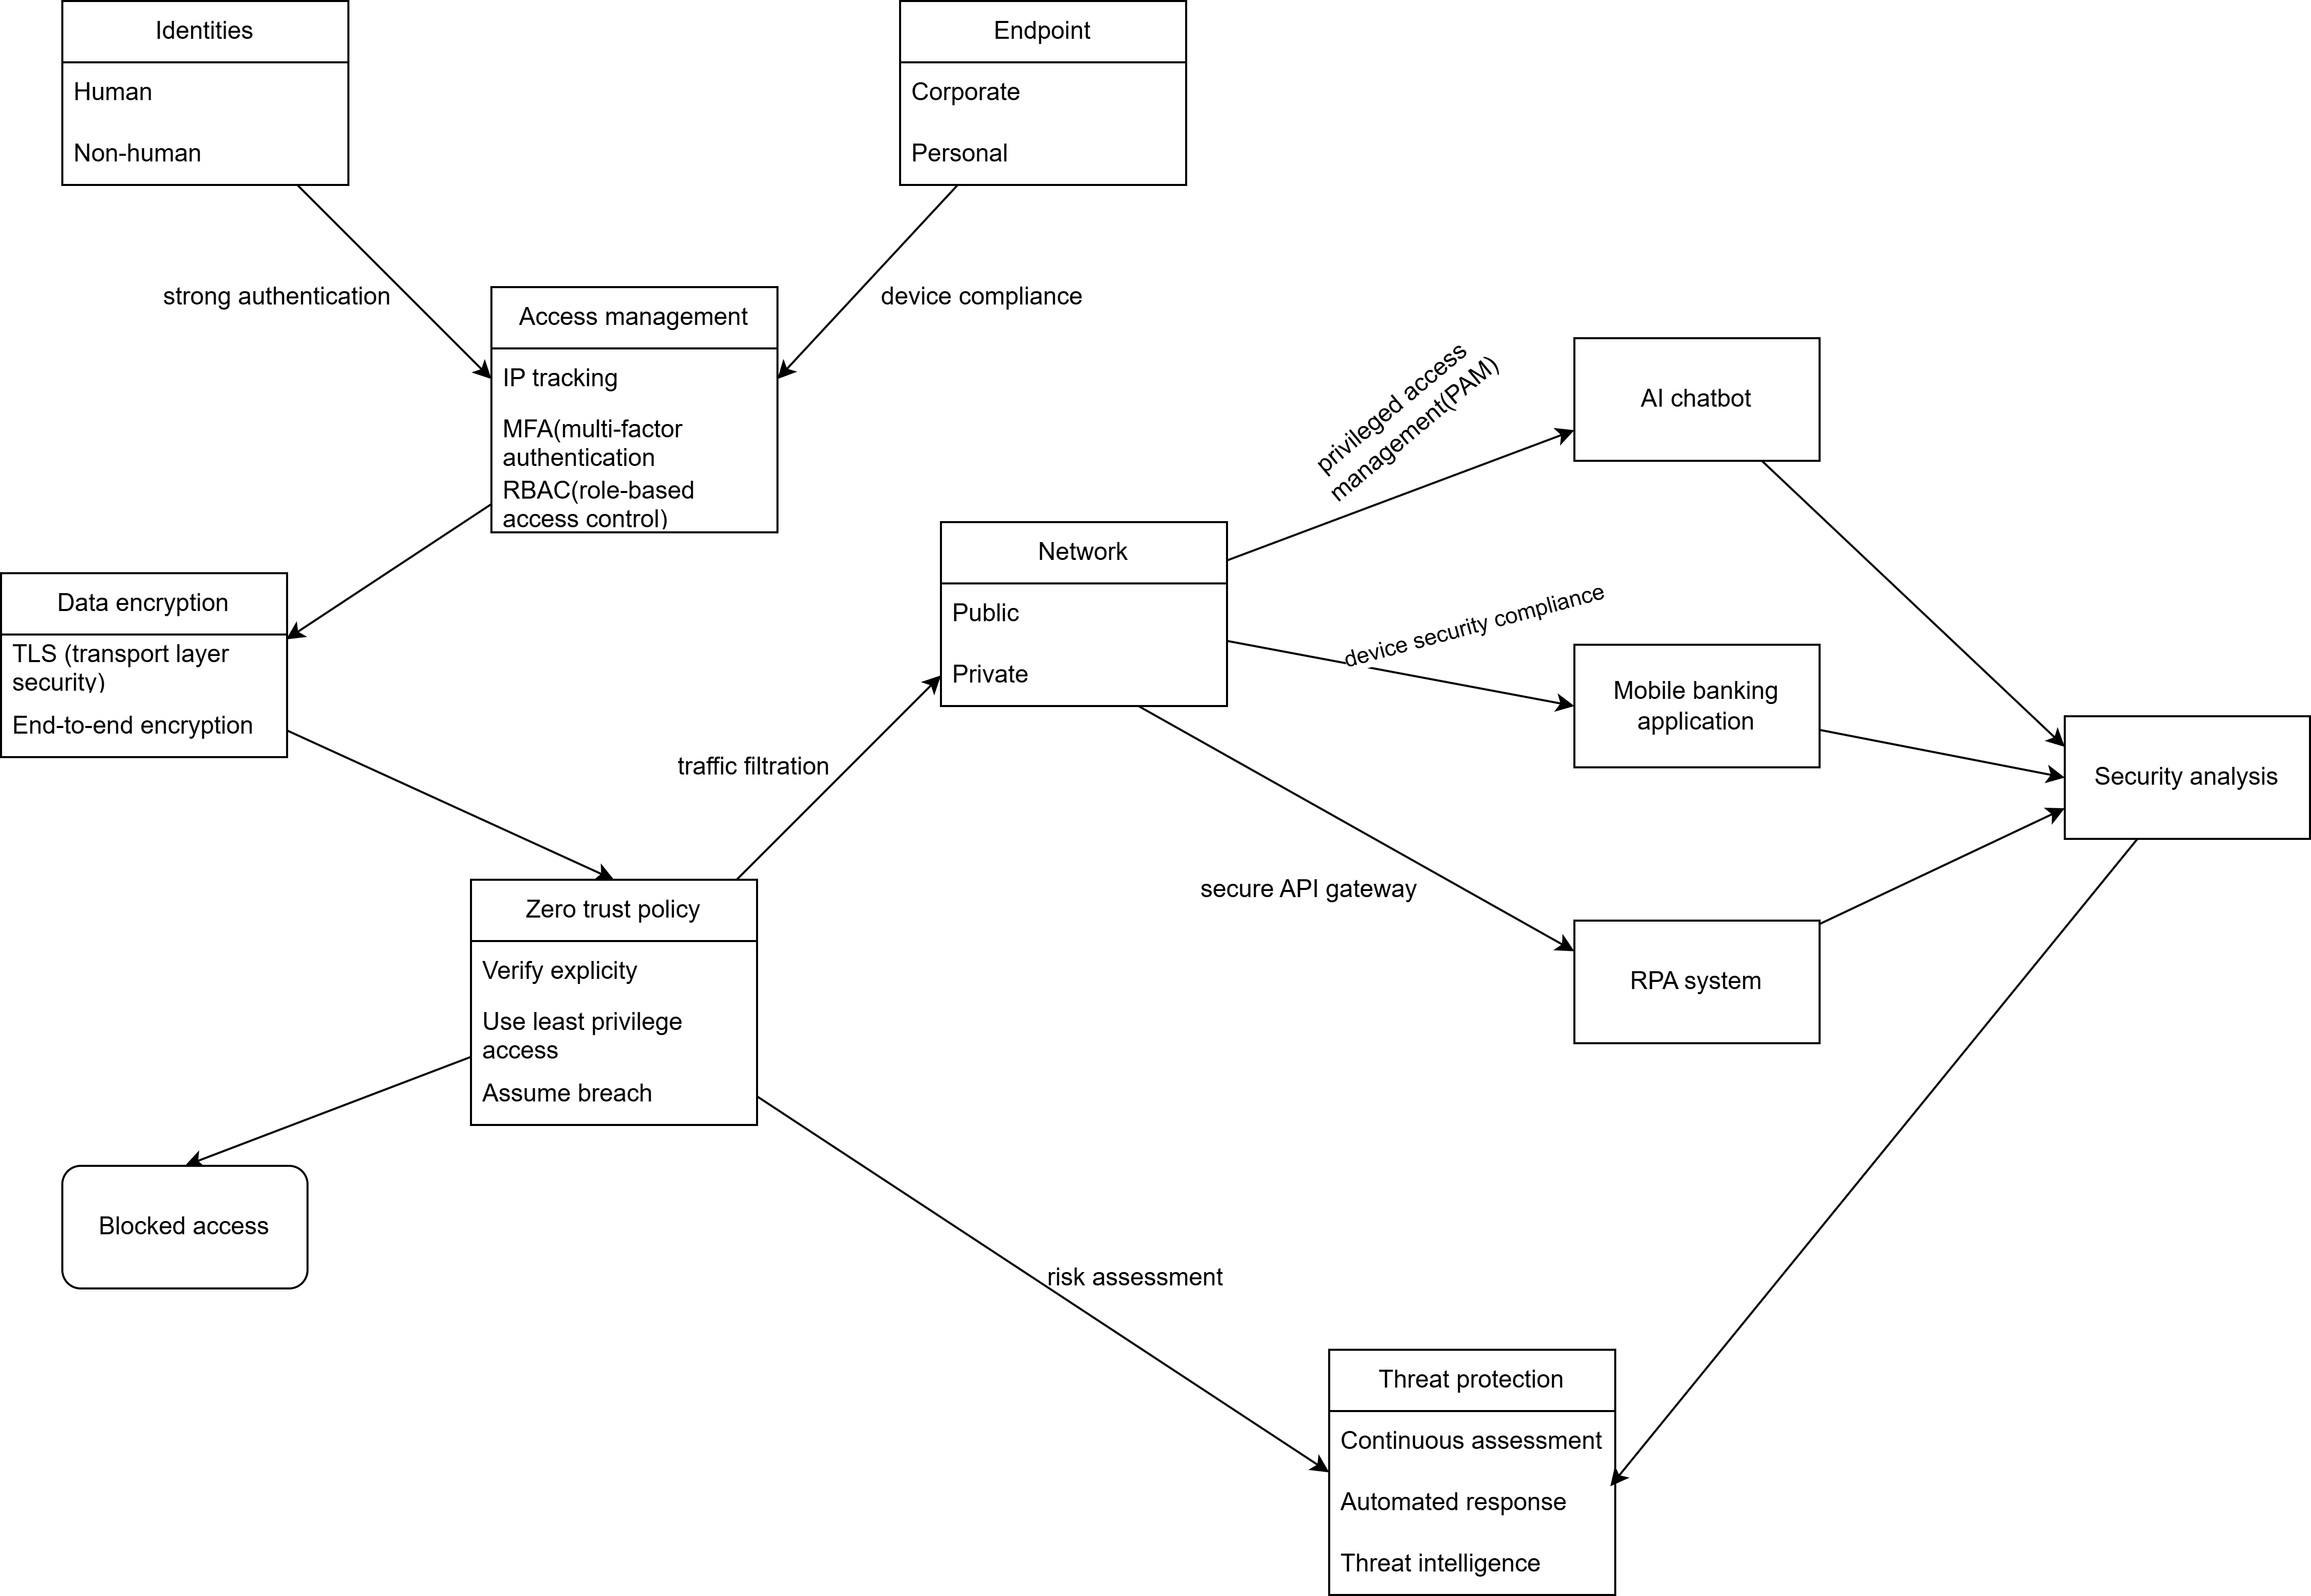 Identities
Human
Non-human
Endpoint
Corporate
Personal
strong authentication
device compliance
Access management
IP tracking
MFA(multi-factor
authentication
RBAC(role-based
access control)
privileged access
management(PAM)
AI chatbot
Network
Public
Private
device security compliance
Data encryption
TLS (transport layer
security)
End-to-end encryption
Mobile banking
application
traffic filtration
Security analysis
secure API gateway
Zero trust policy
Verify explicity
Use least privilege
access
Assume breach
RPA system
Blocked access
risk assessment
Threat protection
Continuous assessment
Automated response
Threat intelligence